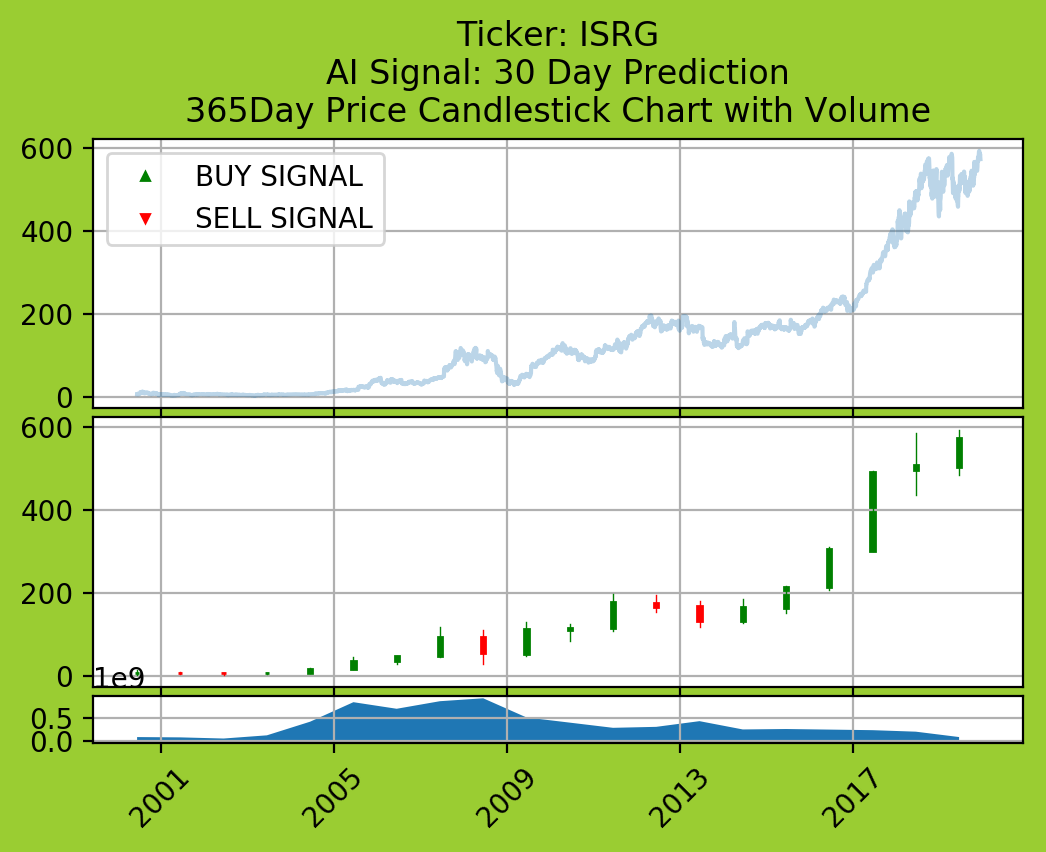 Ticker: ISRG
AI Signal: 30 Day Prediction
365Day Price Candlestick Chart with Volume
600
BUY SIGNAL
SELL SIGNAL
400
200
0
600
400
200
0
1e9
0.5
0.0
2001 2005 2009 2013 2017